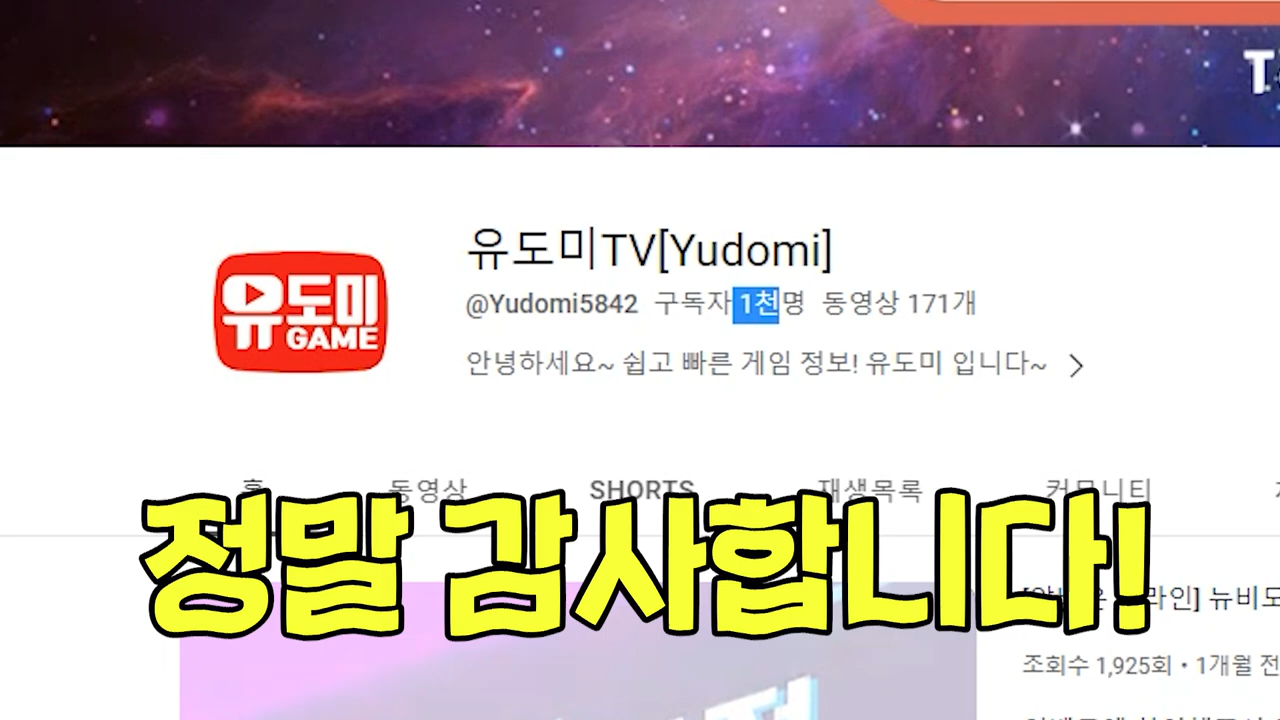 유도미
GAME
유도미TV[Yudomi]
@Yudomi5842 구독자 1천명 동영상 171개
안녕하세요~ 쉽고 빠른 게임 정보! 유도미 입니다~
홈 동영상 SHORTS 재생목록 커뮤니티
정말 감사합니다!
라인] 뉴비
조회수 1,925회 • 1개월 전